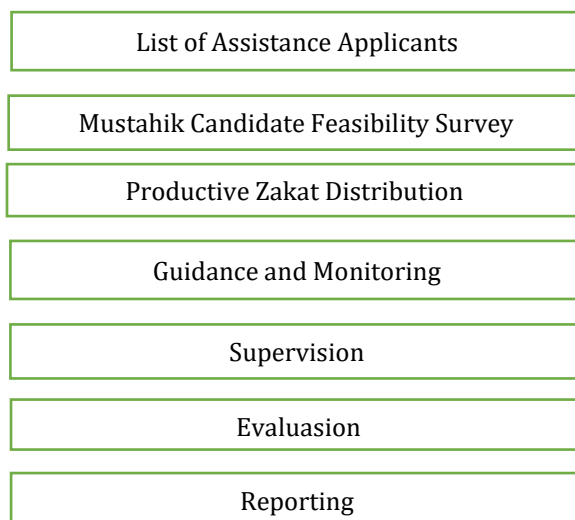 List of Assistance Applicants
Mustahik Candidate Feasibility Survey
Productive Zakat Distribution
Guidance and Monitoring
Supervision
Evaluasion
Reporting